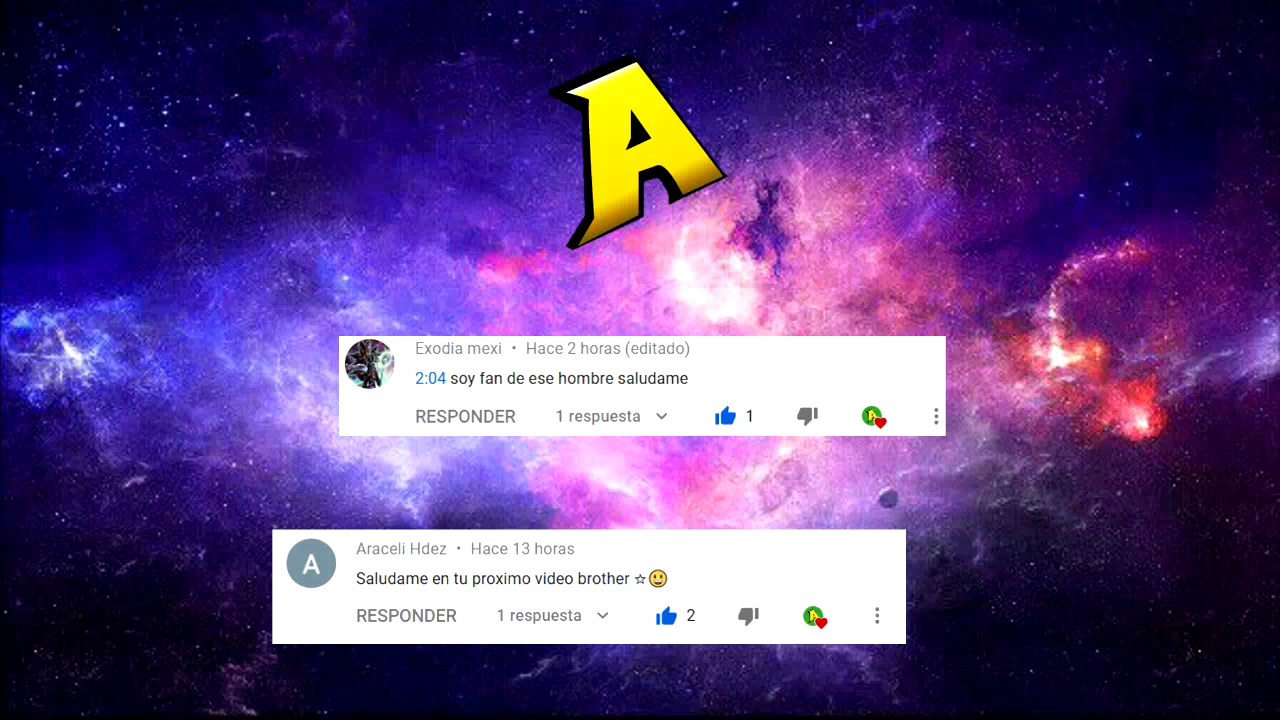 A
Exodia mexi • Hace 2 horas (editado)
2:04 soy fan de ese hombre saludame
RESPONDER 1 respuesta 1
A
A
Araceli Hdez • Hace 13 horas
Saludame en tu proximo video brother ☆😃
RESPONDER 1 respuesta 2
A